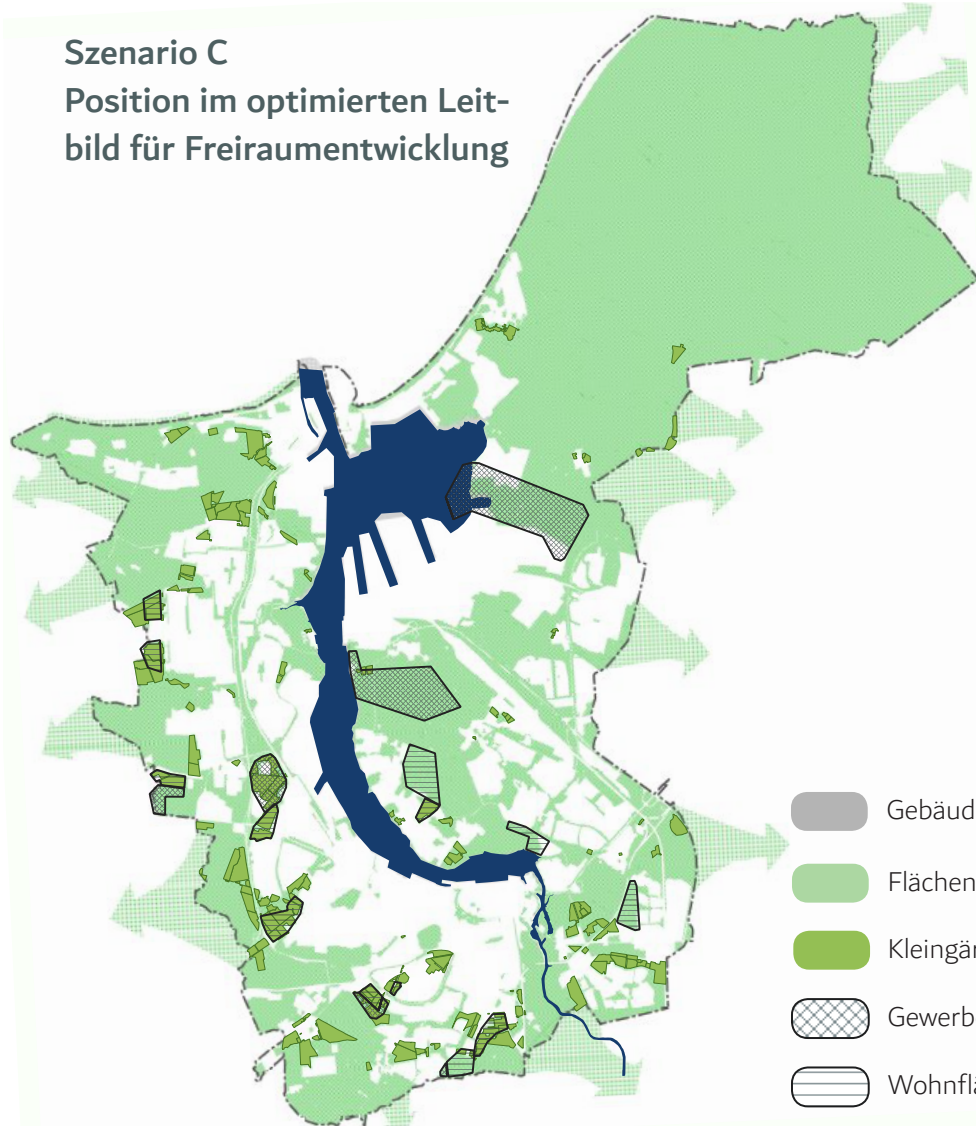 Szenario C
Position im optimierten Leit-
bild für Freiraumentwicklung
Gebäud
Flächen
Kleingär
Gewerb
Wohnflä